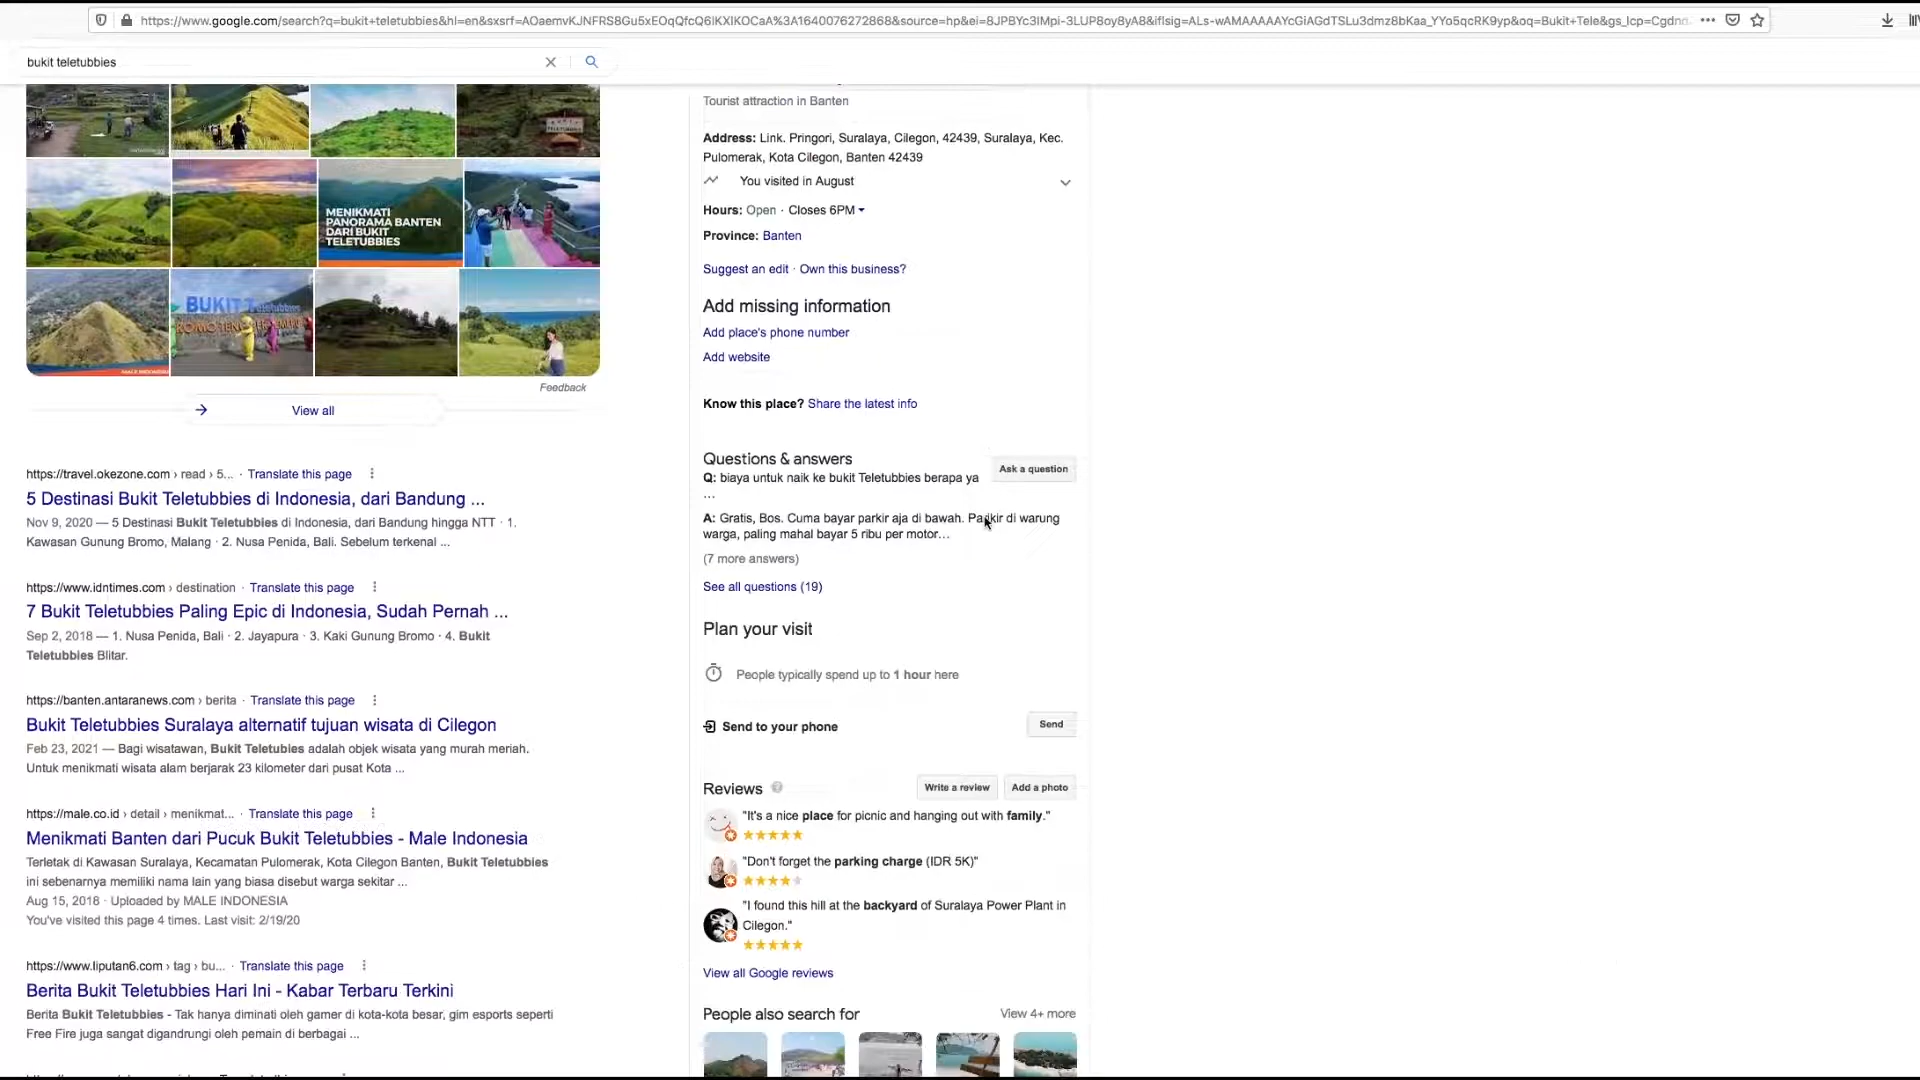 https://www.google.com/search?q=bukit+teletubbies&hl=en&sxsrf=
bukit teletubbies
MENIKMATI
PANORAMA BANTEN
DARI BUKIT
TELETUBBIES
BUKIT Teletubbies
Feedback
View all
https://travel.okezone.com › read › 5... · Translate this page
5 Destinasi Bukit Teletubbies di Indonesia, dari Bandung ...
Nov 9, 2020 — 5 Destinasi Bukit Teletubbies di Indonesia, dari Bandung hingga NTT · 1.
Kawasan Gunung Bromo, Malang · 2. Nusa Penida, Bali. Sebelum terkenal ...
https://www.idntimes.com › destination · Translate this page
7 Bukit Teletubbies Paling Epic di Indonesia, Sudah Pernah ...
Sep 2, 2018 — 1. Nusa Penida, Bali · 2. Jayapura · 3. Kaki Gunung Bromo · 4. Bukit
Teletubbies Blitar.
https://banten.antaranews.com › berita · Translate this page
Bukit Teletubbies Suralaya alternatif tujuan wisata di Cilegon
Feb 23, 2021 — Bagi wisatawan, Bukit Teletubies adalah objek wisata yang murah meriah.
Untuk menikmati wisata alam berjarak 23 kilometer dari pusat Kota ...
https://male.co.id › detail › menikmat... · Translate this page
Menikmati Banten dari Pucuk Bukit Teletubbies - Male Indonesia
Terletak di Kawasan Suralaya, Kecamatan Pulomerak, Kota Cilegon Banten, Bukit Teletubbies
ini sebenarnya memiliki nama lain yang biasa disebut warga sekitar ...
Aug 15, 2018 · Uploaded by MALE INDONESIA
You've visited this page 4 times. Last visit: 2/19/20
https://www.liputan6.com › tag › bu... · Translate this page
Berita Bukit Teletubbies Hari Ini - Kabar Terbaru Terkini
Berita Bukit Teletubbies - Tak hanya diminati oleh gamer di kota-kota besar, gim esports seperti
Free Fire juga sangat digandrungi oleh pemain di berbagai ...
Tourist attraction in Banten
Address: Link. Pringori, Suralaya, Cilegon, 42439, Suralaya, Kec.
Pulomerak, Kota Cilegon, Banten 42439
You visited in August
Hours: Open · Closes 6PM
Province: Banten
Suggest an edit · Own this business?
Add missing information
Add place's phone number
Add website
Know this place? Share the latest info
Questions & answers
Ask a question
Q: biaya untuk naik ke bukit Teletubbies berapa ya
...
A: Gratis, Bos. Cuma bayar parkir aja di bawah. Parkir di warung
warga, paling mahal bayar 5 ribu per motor...
(7 more answers)
See all questions (19)
Plan your visit
People typically spend up to 1 hour here
Send to your phone
Send
Reviews
Write a review
Add a photo
"It's a nice place for picnic and hanging out with family."
"Don't forget the parking charge (IDR 5K)"
"I found this hill at the backyard of Suralaya Power Plant in
Cilegon."
View all Google reviews
People also search for
View 4+ more